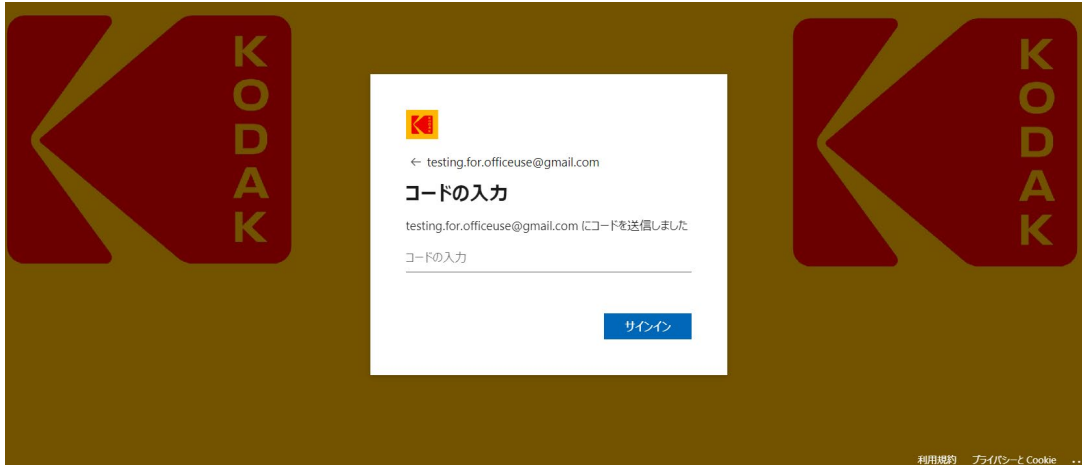 KODAK
KODAK
← testing.for.officeuse@gmail.com
コードの入力
testing.for.officeuse@gmail.com にコードを送信しました
コードの入力
サインイン
利用規約 プライバシーと Cookie ..